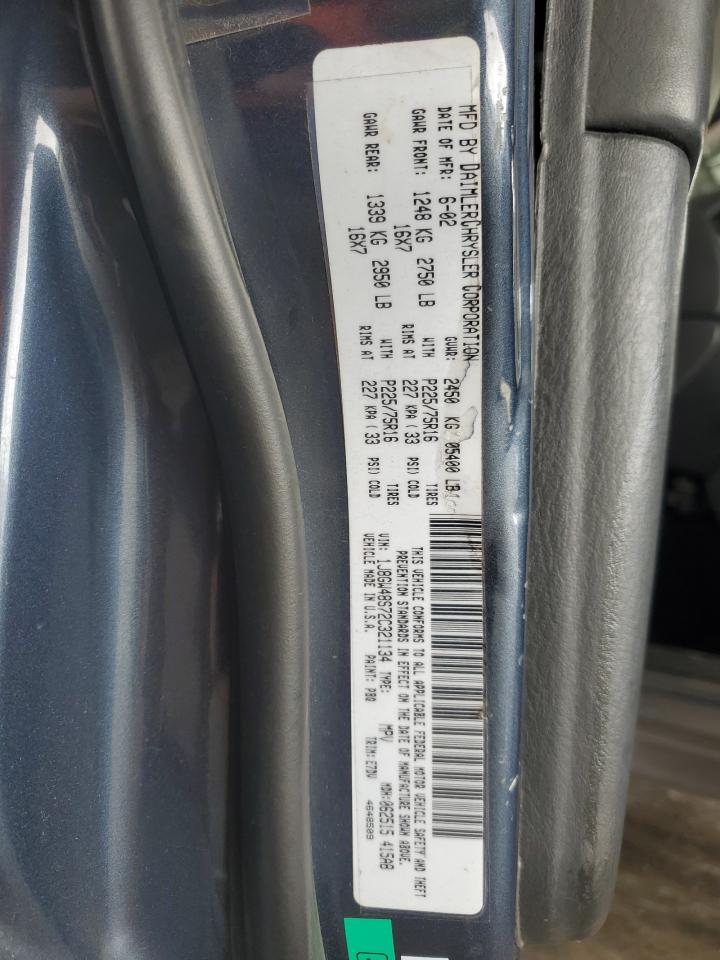 MFD BY DAIMLERCHRYSLER CORPORATION
DATE OF MFR: 6-02 GVWR: 2450 KG 05400 LB
GAWR FRONT: 1248 KG 2750 LB WITH P225/75R16 TIRES
16X7 RIMS AT 227 KPA ( 33 PSI) COLD
GAWR REAR: 1339 KG 2950 LB WITH P225/75R16 TIRES
16X7 RIMS AT 227 KPA ( 33 PSI) COLD
THIS VEHICLE CONFORMS TO ALL APPLICABLE FEDERAL MOTOR VEHICLE SAFETY AND THEFT
PREVENTION STANDARDS IN EFFECT ON THE DATE OF MANUFACTURE SHOWN ABOVE.
VIN: 1J8GW48S72C321134 TYPE: MPV MDH:062515 415AB
VEHICLE MADE IN U.S.A. PAINT: PBQ TRIM: E7DV 4648509